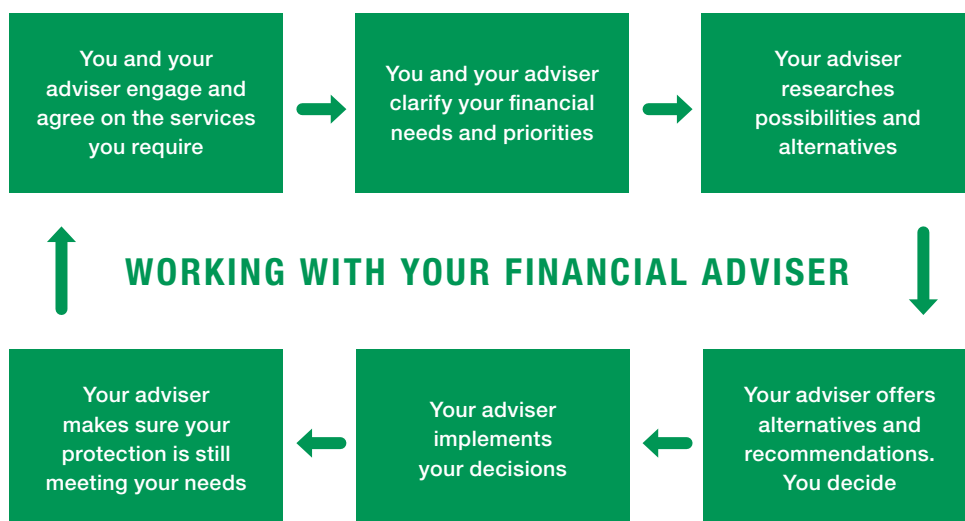 You and your
adviser engage and
agree on the services
you require
You and your adviser
clarify your financial
needs and priorities
Your adviser
researches
possibilities and
alternatives
WORKING WITH YOUR FINANCIAL ADVISER
Your adviser
makes sure your
protection is still
meeting your needs
Your adviser
implements
your decisions
Your adviser offers
alternatives and
recommendations.
You decide